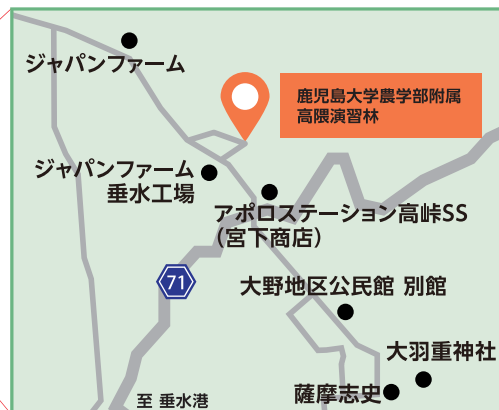 ジャパンファーム
鹿児島大学農学部附属
高隈演習林
ジャパンファーム
垂水工場
アポロステーション高峠SS
(宮下商店)
71
大野地区公民館 別館
大羽重神社
薩摩志史
至 垂水港